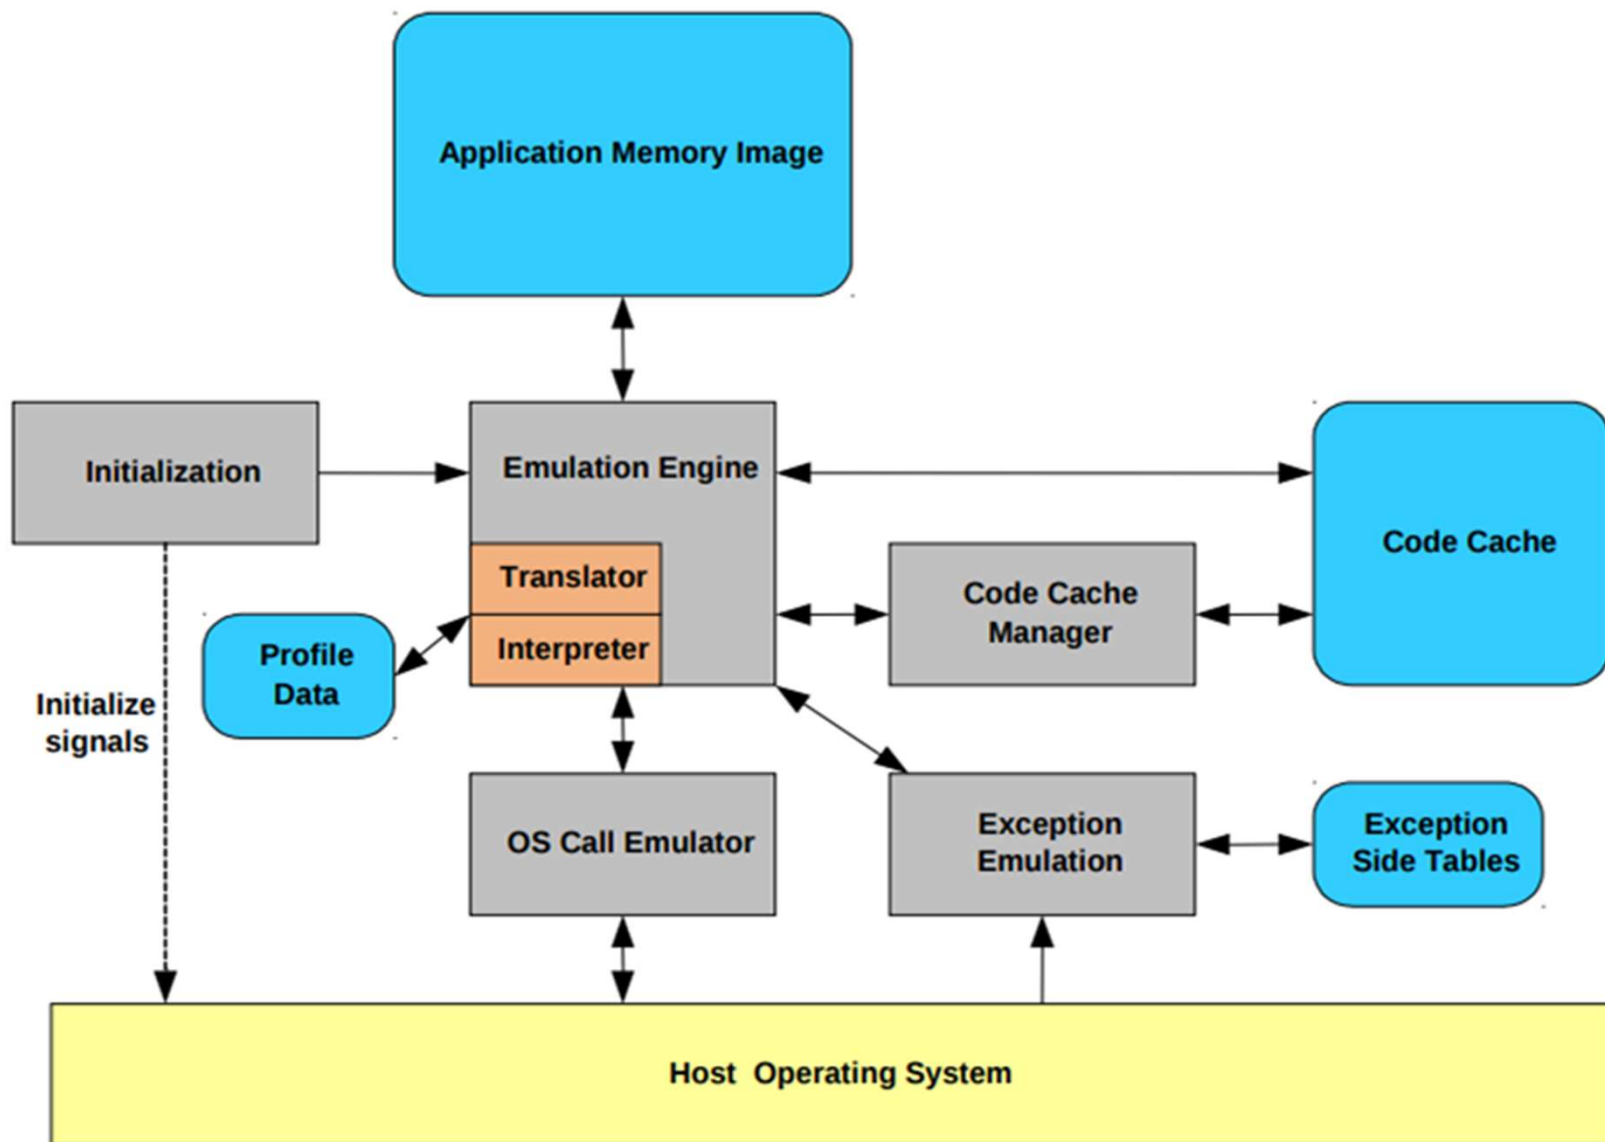 Application Memory Image
Initialization
Emulation Engine
Translator
Interpreter
Code Cache
Manager
Code Cache
Profile
Data
Initialize
signals
OS Call Emulator
Exception
Emulation
Exception
Side Tables
Host  Operating System